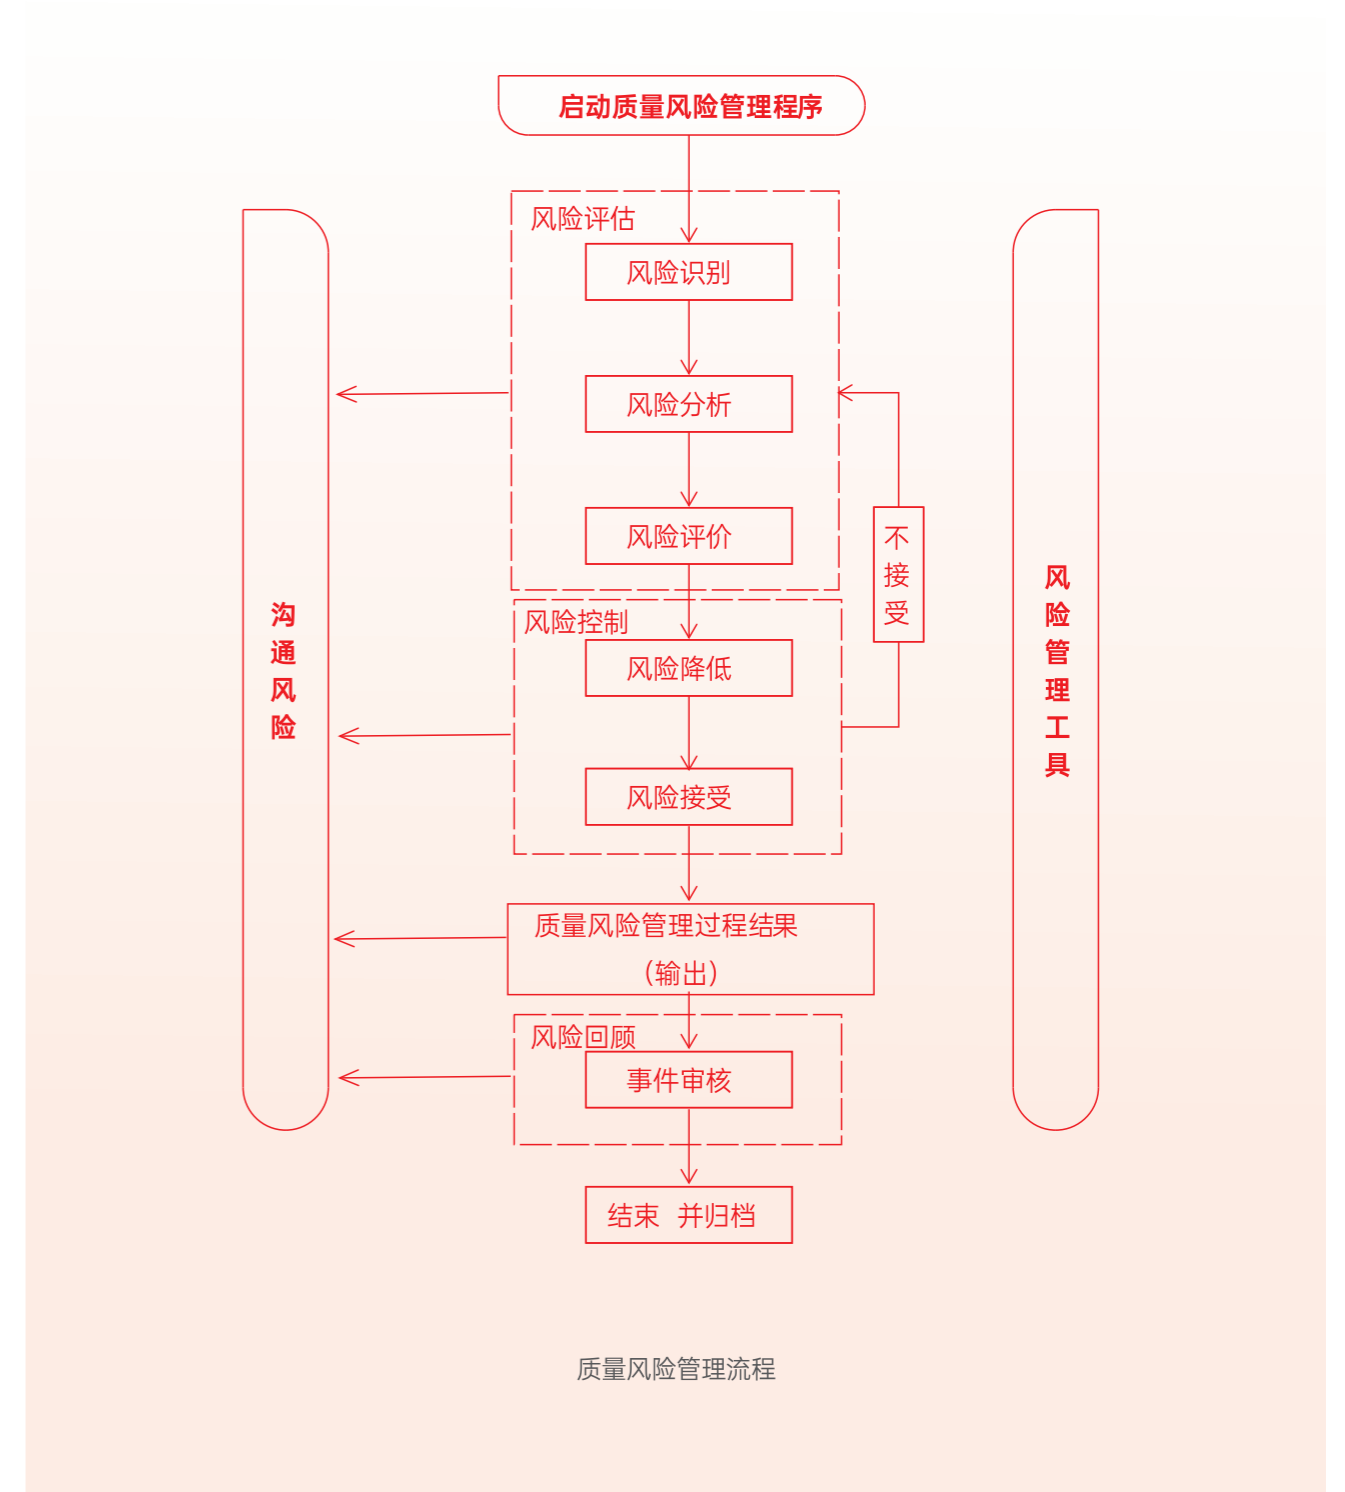 启动质量风险管理程序
风险评估
风险识别
风险分析
风险评价
不
接
受
风险控制
风险降低
风险接受
沟
通
风
险
风
险
管
理
工
具
质量风险管理过程结果
（输出）
风险回顾
事件审核
结束 并归档
质量风险管理流程